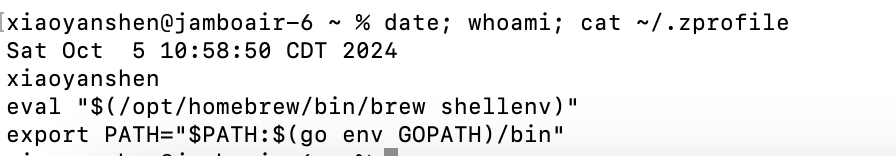 [xiaoyanshen@jamboair-6 ~ % date; whoami; cat ~/.zprofile
Sat Oct  5 10:58:50 CDT 2024
xiaoyanshen
eval "$(/opt/homebrew/bin/brew shellenv)"
export PATH="$PATH:$(go env GOPATH)/bin"